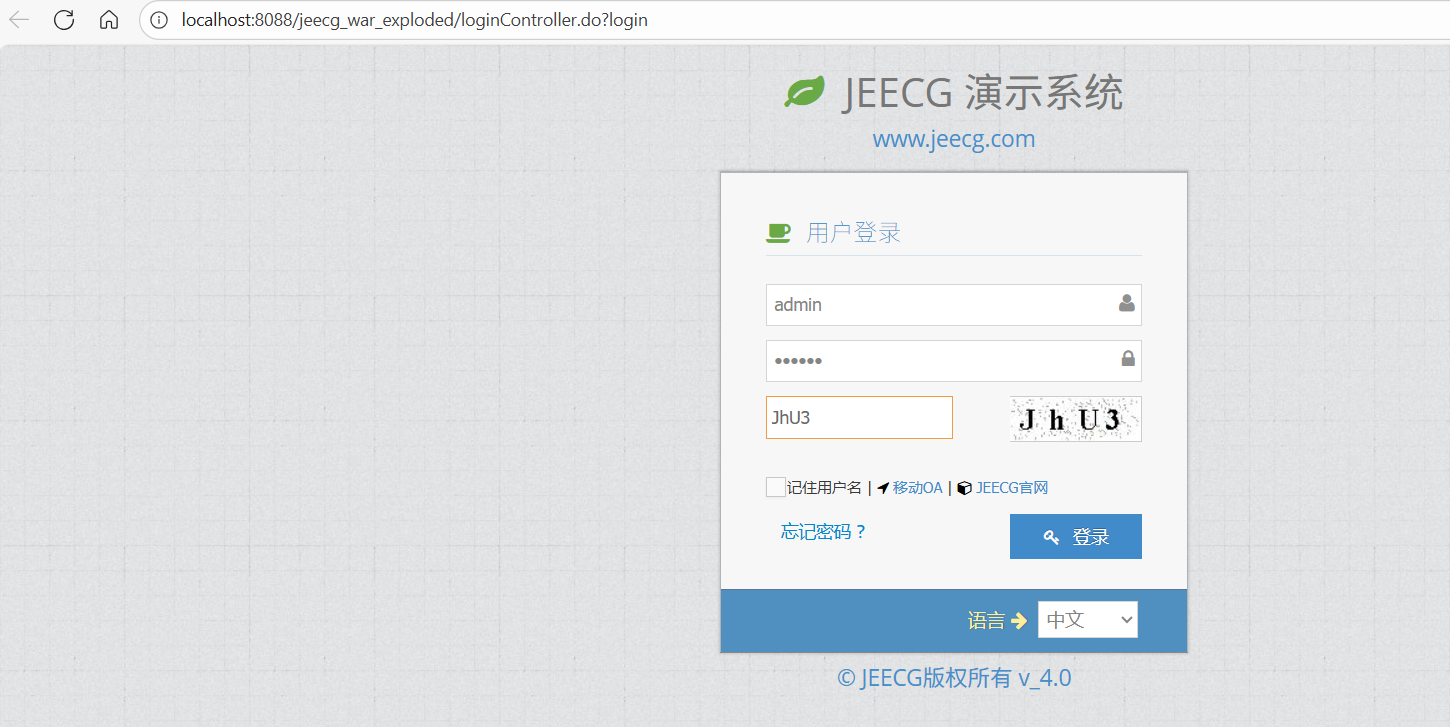 localhost:8088/jeecg_war_exploded/loginController.do?login
JEECG 演示系统
www.jeecg.com
用户登录
admin
••••••
JhU3
JhU3
记住用户名 | 移动OA | JEECG官网
忘记密码？
登录
语言 中文
© JEECG版权所有 v_4.0